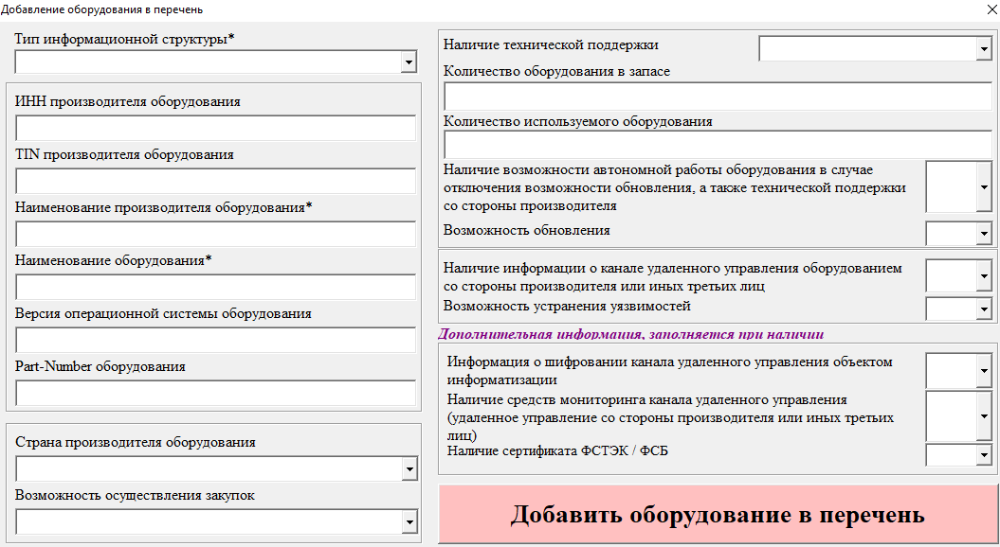 Добавление оборудования в перечень
Тип информационной структуры*
ИНН производителя оборудования
TIN производителя оборудования
Наименование производителя оборудования*
Наименование оборудования*
Версия операционной системы оборудования
Part-Number оборудования
Страна производителя оборудования
Возможность осуществления закупок
Наличие технической поддержки
Количество оборудования в запасе
Количество используемого оборудования
Наличие возможности автономной работы оборудования в случае
отключения возможности обновления, а также технической поддержки
со стороны производителя
Возможность обновления
Наличие информации о канале удаленного управления оборудованием
со стороны производителя или иных третьих лиц
Возможность устранения уязвимостей
Дополнительная информация, заполняется при наличии
Информация о шифровании канала удаленного управления объектом
информатизации
Наличие средств мониторинга канала удаленного управления
(удаленное управление со стороны производителя или иных третьих
лиц)
Наличие сертификата ФСТЭК / ФСБ
Добавить оборудование в перечень